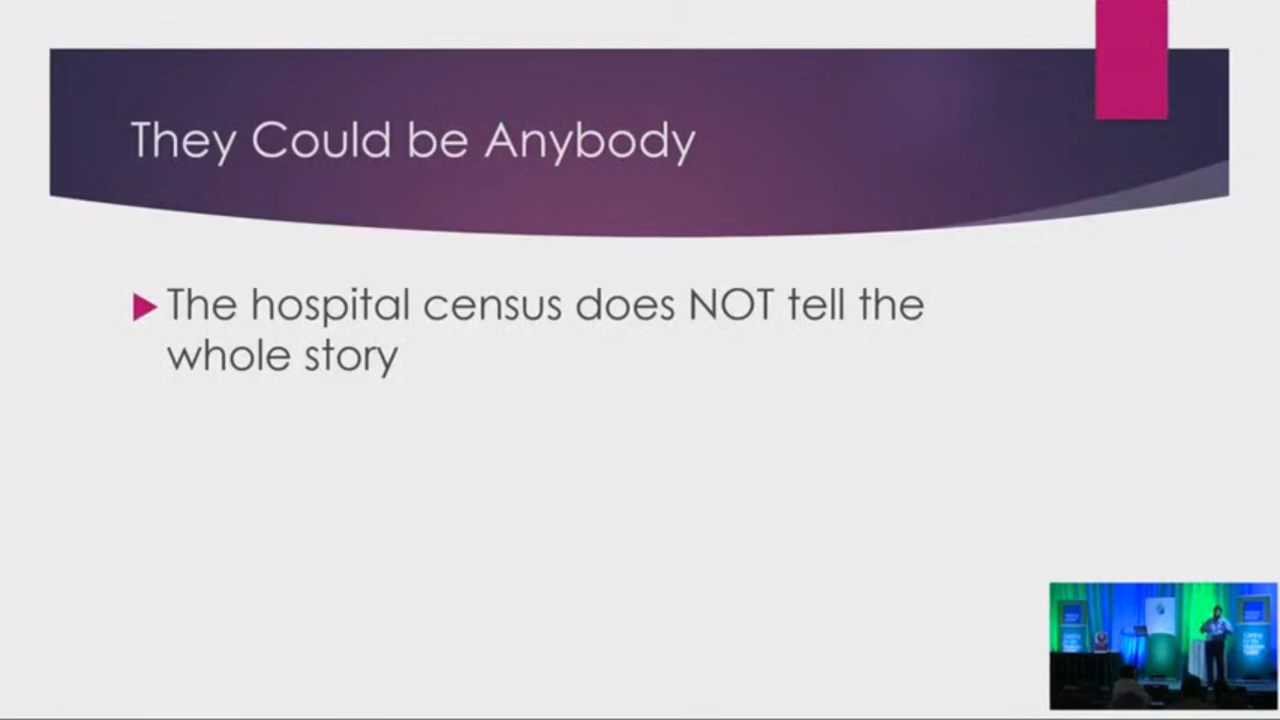 They Could be Anybody
The hospital census does NOT tell the
whole story